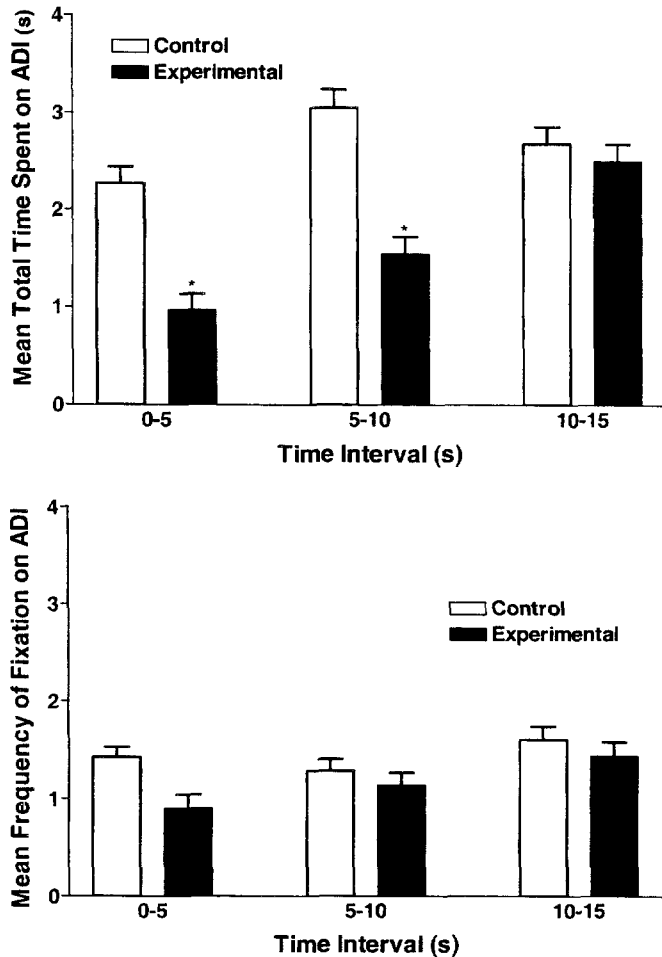 Mean Total Time Spent on ADI (s)
4
3
2
1
0
Control
Experimental
*
*
0-5
5-10
10-15
Time Interval (s)
Mean Frequency of Fixation on ADI
4
3
2
1
0
Control
Experimental
0-5
5-10
10-15
Time Interval (s)